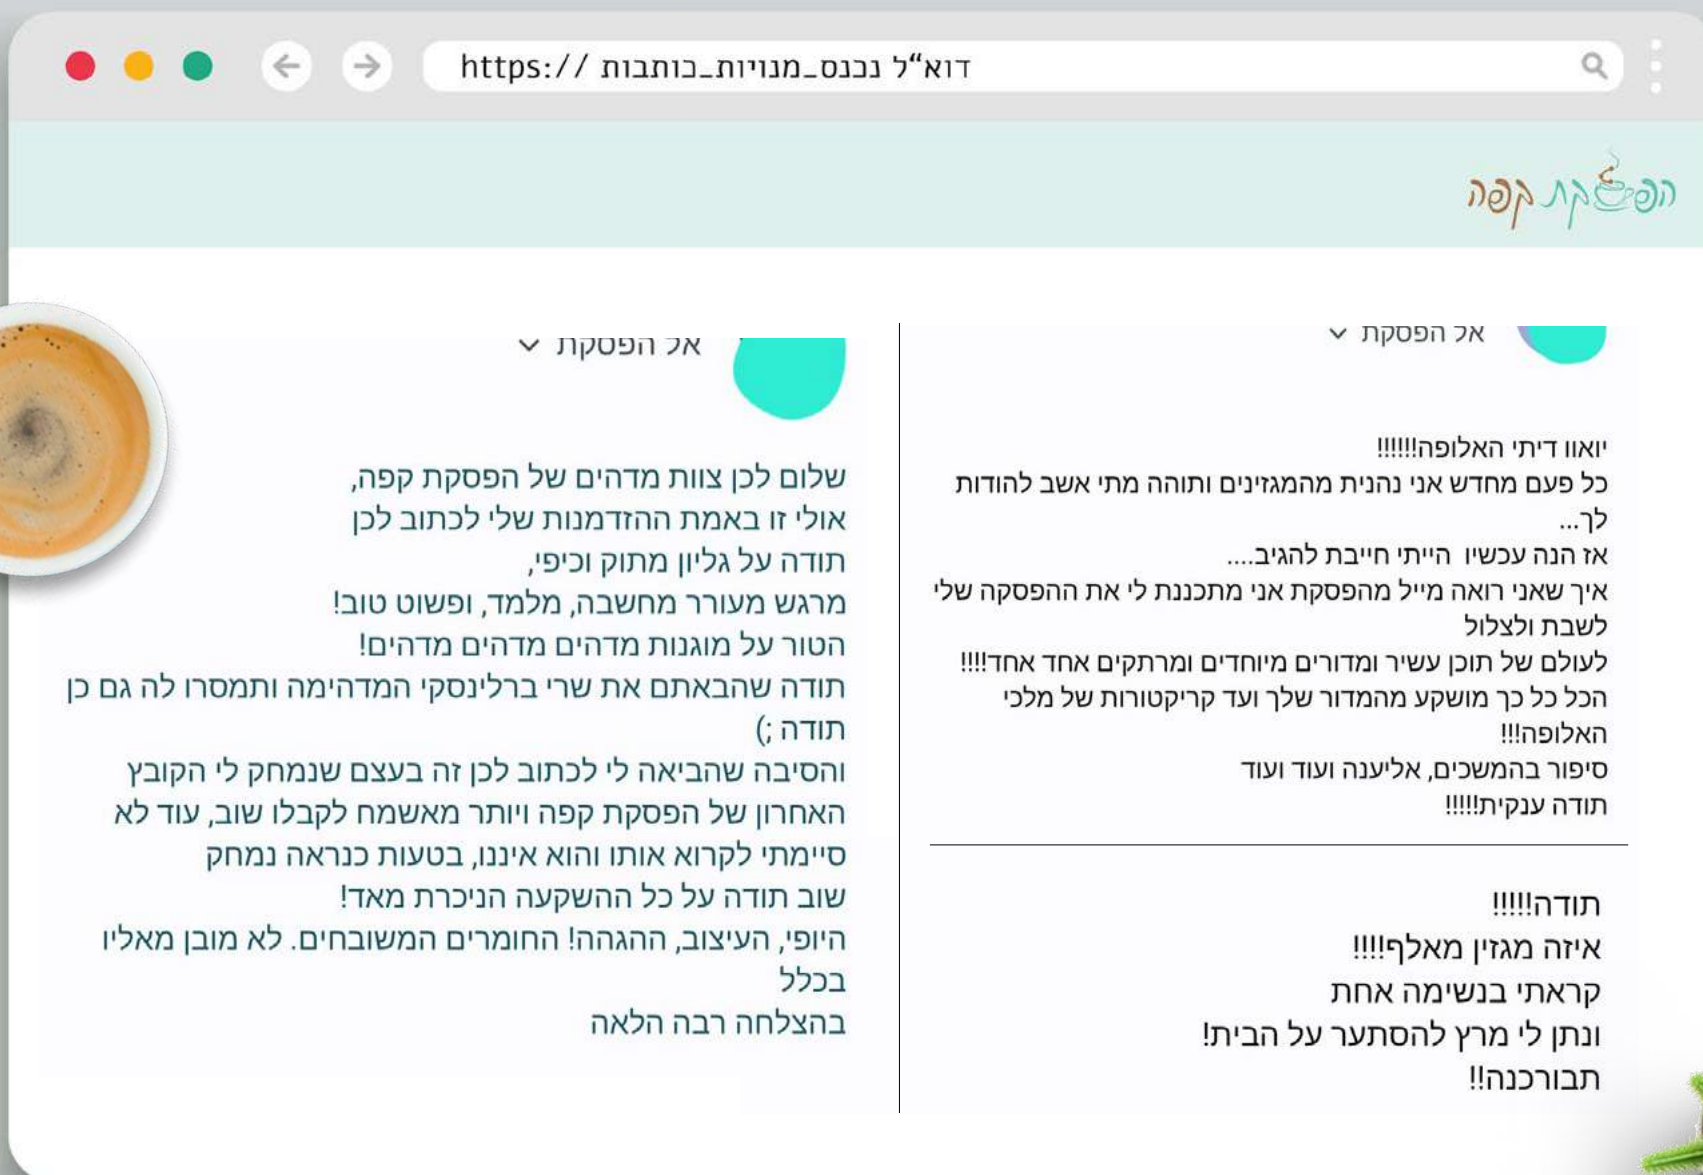 https:// דוא"ל נכנס_מנויות_כותבות
הפסקת קפה
אל הפסקת
יואוו דיתי האלופה!!!!!!
כל פעם מחדש אני נהנית מהמגזינים ותוהה מתי אשב להודות
לך...
אז הנה עכשיו הייתי חייבת להגיב....
איך שאני רואה מייל מהפסקת אני מתכננת לי את ההפסקה שלי
לשבת ולצלול
לעולם של תוכן עשיר ומדורים מיוחדים ומרתקים אחד אחד!!!!
הכל כל כך מושקע מהמדור שלך ועד קריקטורות של מלכי
האלופה!!!
סיפור בהמשכים, אליענה ועוד ועוד
תודה ענקית!!!!!
תודה!!!!!
איזה מגזין מאלף!!!!
קראתי בנשימה אחת
ונתן לי מרץ להסתער על הבית!
תבורכנה!!
אל הפסקת
שלום לכן צוות מדהים של הפסקת קפה,
אולי זו באמת ההזדמנות שלי לכתוב לכן
תודה על גליון מתוק וכיפי,
מרגש מעורר מחשבה, מלמד, ופשוט טוב!
הטור על מוגנות מדהים מדהים מדהים!
תודה שהבאתם את שרי ברלינסקי המדהימה ותמסרו לה גם כן
תודה ;)
והסיבה שהביאה לי לכתוב לכן זה בעצם שנמחק לי הקובץ
האחרון של הפסקת קפה ויותר מאשמח לקבלו שוב, עוד לא
סיימתי לקרוא אותו והוא איננו, בטעות כנראה נמחק
שוב תודה על כל ההשקעה הניכרת מאד!
היופי, העיצוב, ההגהה! החומרים המשובחים. לא מובן מאליו
בכלל
בהצלחה רבה הלאה